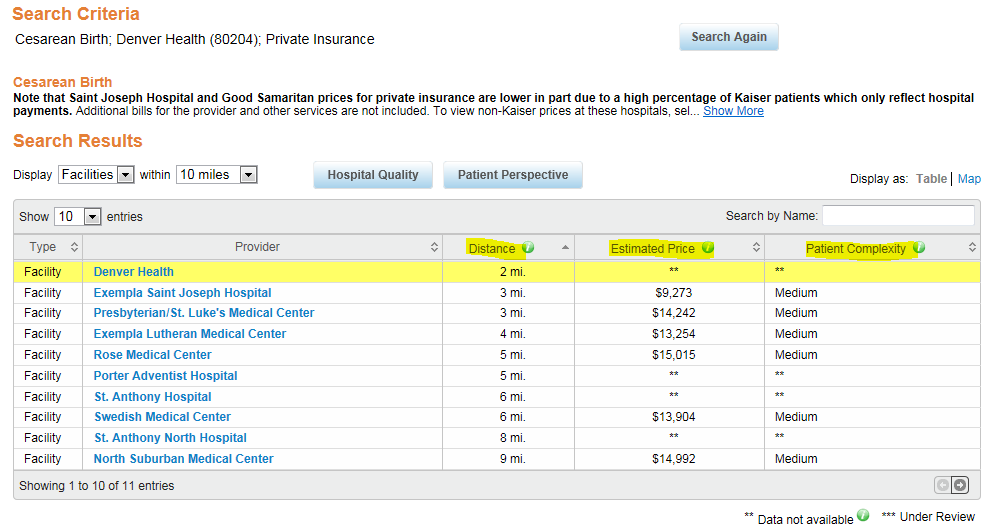 Search Criteria
Cesarean Birth; Denver Health (80204); Private Insurance
Search Again
Cesarean Birth
Note that Saint Joseph Hospital and Good Samaritan prices for private insurance are lower in part due to a high percentage of Kaiser patients which only reflect hospital
payments. Additional bills for the provider and other services are not included. To view non-Kaiser prices at these hospitals, sel... Show More
Search Results
Display Facilities within 10 miles Hospital Quality Patient Perspective
Display as: Table | Map
Show 10 entries Search by Name:
Type Provider Distance Estimated Price Patient Complexity
Facility Denver Health 2 mi. ** **
Facility Exempla Saint Joseph Hospital 3 mi. $9,273 Medium
Facility Presbyterian/St. Luke's Medical Center 3 mi. $14,242 Medium
Facility Exempla Lutheran Medical Center 4 mi. $13,254 Medium
Facility Rose Medical Center 5 mi. $15,015 Medium
Facility Porter Adventist Hospital 5 mi. ** **
Facility St. Anthony Hospital 6 mi. ** **
Facility Swedish Medical Center 6 mi. $13,904 Medium
Facility St. Anthony North Hospital 8 mi. ** **
Facility North Suburban Medical Center 9 mi. $14,992 Medium
Showing 1 to 10 of 11 entries
** Data not available *** Under Review